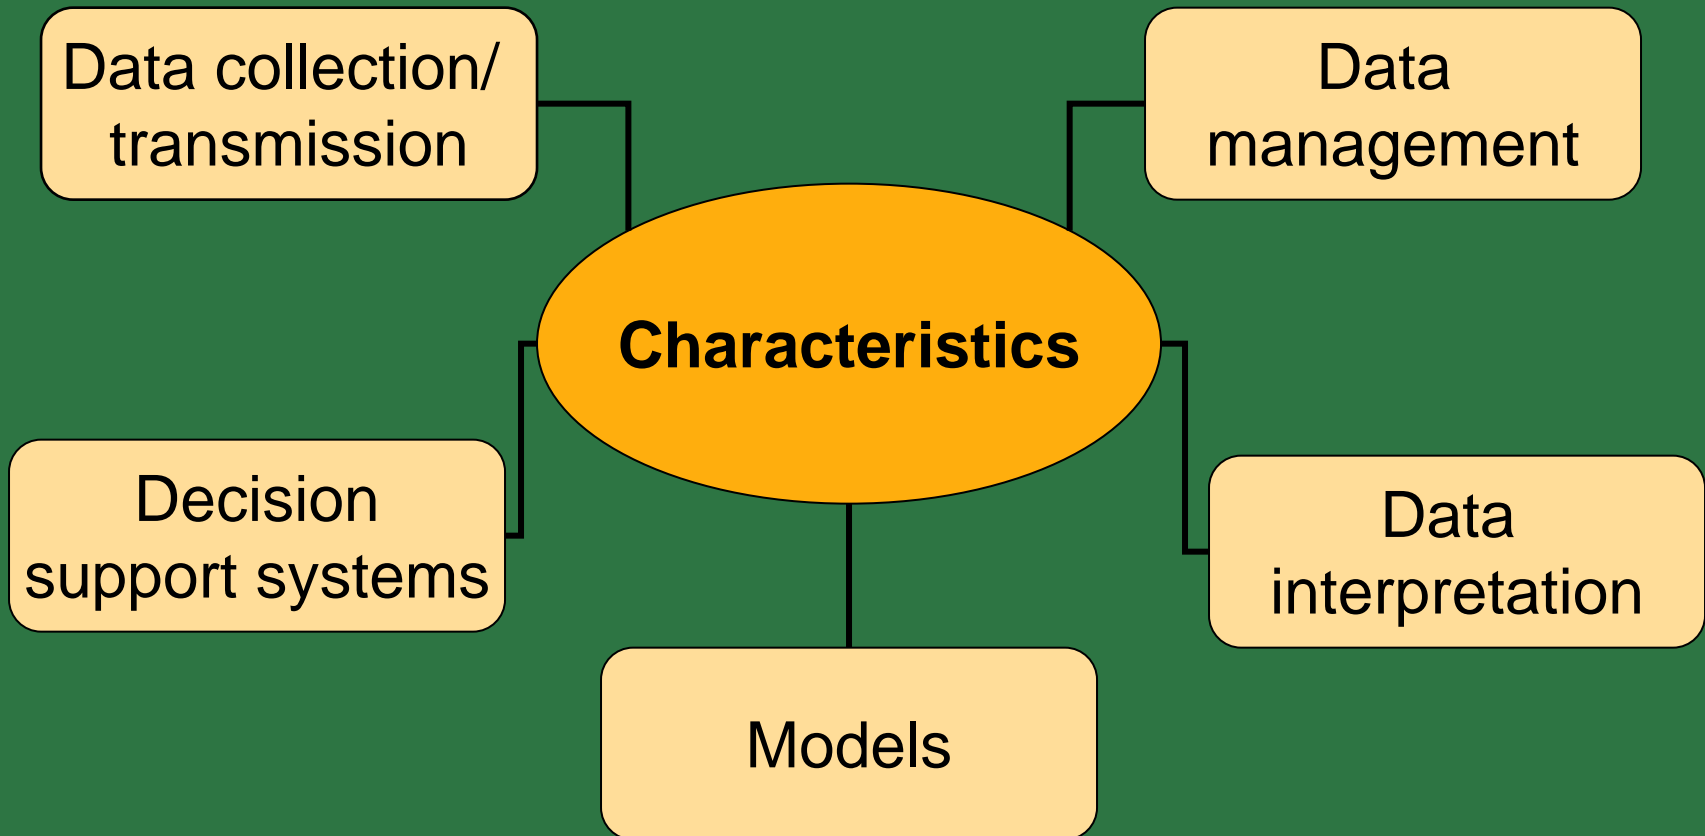 Data collection/
transmission
Data
management
Characteristics
Decision
support systems
Data
interpretation
Models